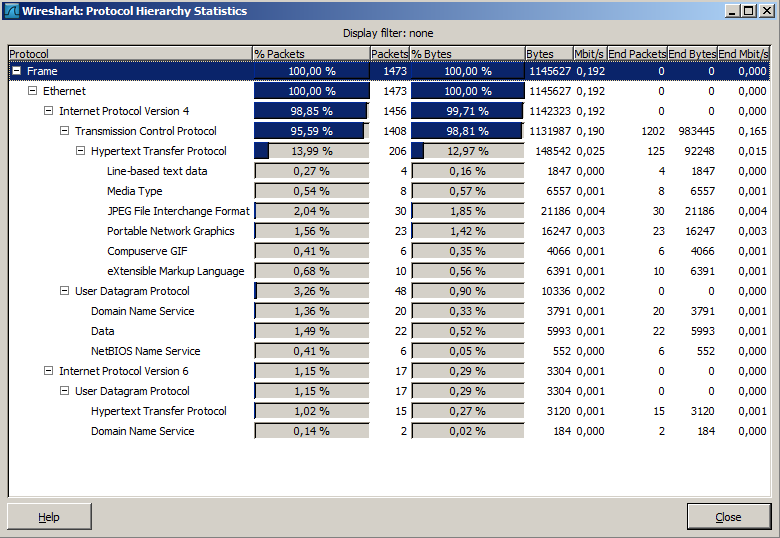 Wireshark: Protocol Hierarchy Statistics
Display filter: none
Protocol % Packets Packets % Bytes Bytes Mbit/s End Packets End Bytes End Mbit/s
Frame 100,00 % 1473 100,00 % 1145627 0,192 0 0 0,000
Ethernet 100,00 % 1473 100,00 % 1145627 0,192 0 0 0,000
Internet Protocol Version 4 98,85 % 1456 99,71 % 1142323 0,192 0 0 0,000
Transmission Control Protocol 95,59 % 1408 98,81 % 1131987 0,190 1202 983445 0,165
Hypertext Transfer Protocol 13,99 % 206 12,97 % 148542 0,025 125 92248 0,015
Line-based text data 0,27 % 4 0,16 % 1847 0,000 4 1847 0,000
Media Type 0,54 % 8 0,57 % 6557 0,001 8 6557 0,001
JPEG File Interchange Format 2,04 % 30 1,85 % 21186 0,004 30 21186 0,004
Portable Network Graphics 1,56 % 23 1,42 % 16247 0,003 23 16247 0,003
Compuserve GIF 0,41 % 6 0,35 % 4066 0,001 6 4066 0,001
eXtensible Markup Language 0,68 % 10 0,56 % 6391 0,001 10 6391 0,001
User Datagram Protocol 3,26 % 48 0,90 % 10336 0,002 0 0 0,000
Domain Name Service 1,36 % 20 0,33 % 3791 0,001 20 3791 0,001
Data 1,49 % 22 0,52 % 5993 0,001 22 5993 0,001
NetBIOS Name Service 0,41 % 6 0,05 % 552 0,000 6 552 0,000
Internet Protocol Version 6 1,15 % 17 0,29 % 3304 0,001 0 0 0,000
User Datagram Protocol 1,15 % 17 0,29 % 3304 0,001 0 0 0,000
Hypertext Transfer Protocol 1,02 % 15 0,27 % 3120 0,001 15 3120 0,001
Domain Name Service 0,14 % 2 0,02 % 184 0,000 2 184 0,000
Help Close